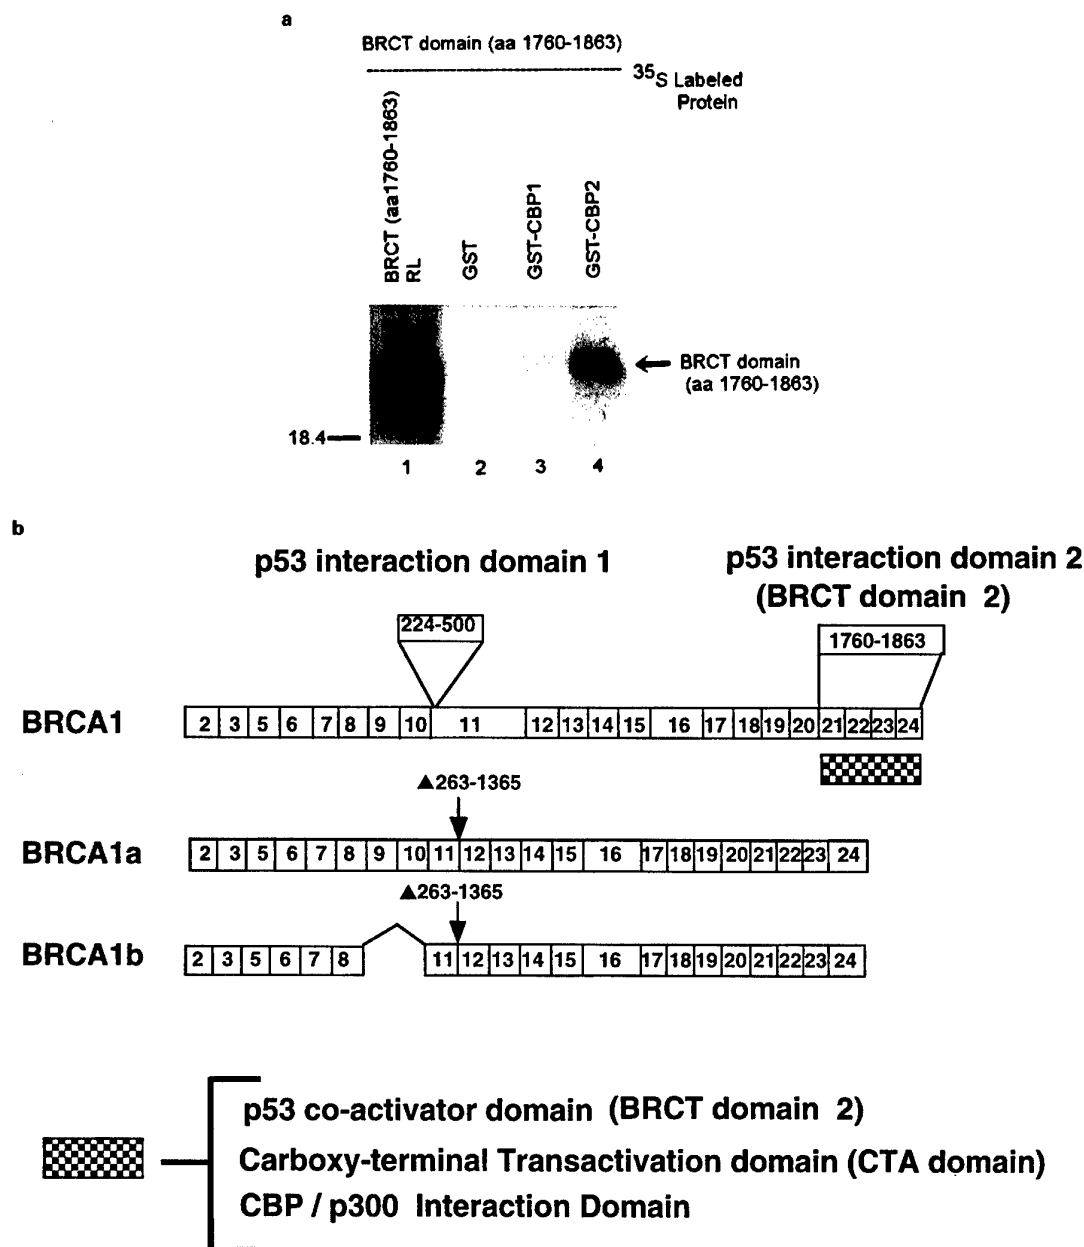 a
BRCT domain (aa 1760-1863)
35S Labeled
Protein
BRCT (aa1760-1863)
RL
GST
GST-CBP1
GST-CBP2
BRCT domain
(aa 1760-1863)
18.4
1 2 3 4
b
p53 interaction domain 1
p53 interaction domain 2
(BRCT domain 2)
224-500
1760-1863
BRCA1 2 3 5 6 7 8 9 10 11 12 13 14 15 16 17 18 19 20 21 22 23 24
▲263-1365
BRCA1a 2 3 5 6 7 8 9 10 11 12 13 14 15 16 17 18 19 20 21 22 23 24
▲263-1365
BRCA1b 2 3 5 6 7 8 11 12 13 14 15 16 17 18 19 20 21 22 23 24
p53 co-activator domain (BRCT domain 2)
Carboxy-terminal Transactivation domain (CTA domain)
CBP / p300 Interaction Domain